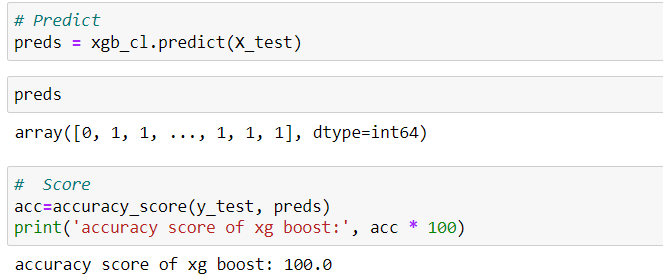 # Predict
preds = xgb_cl.predict(X_test)
preds
array([0, 1, 1, ..., 1, 1, 1], dtype=int64)
#  Score
acc=accuracy_score(y_test, preds)
print('accuracy score of xg boost:', acc * 100)
accuracy score of xg boost: 100.0